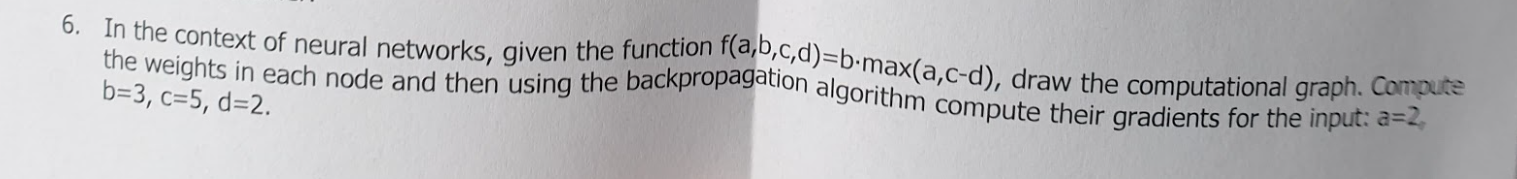 6. In the context of neural networks, given the function f(a,b,c,d)=b·max(a,c-d), draw the computational graph. Compute
the weights in each node and then using the backpropagation algorithm compute their gradients for the input: a=2,
b=3, c=5, d=2.